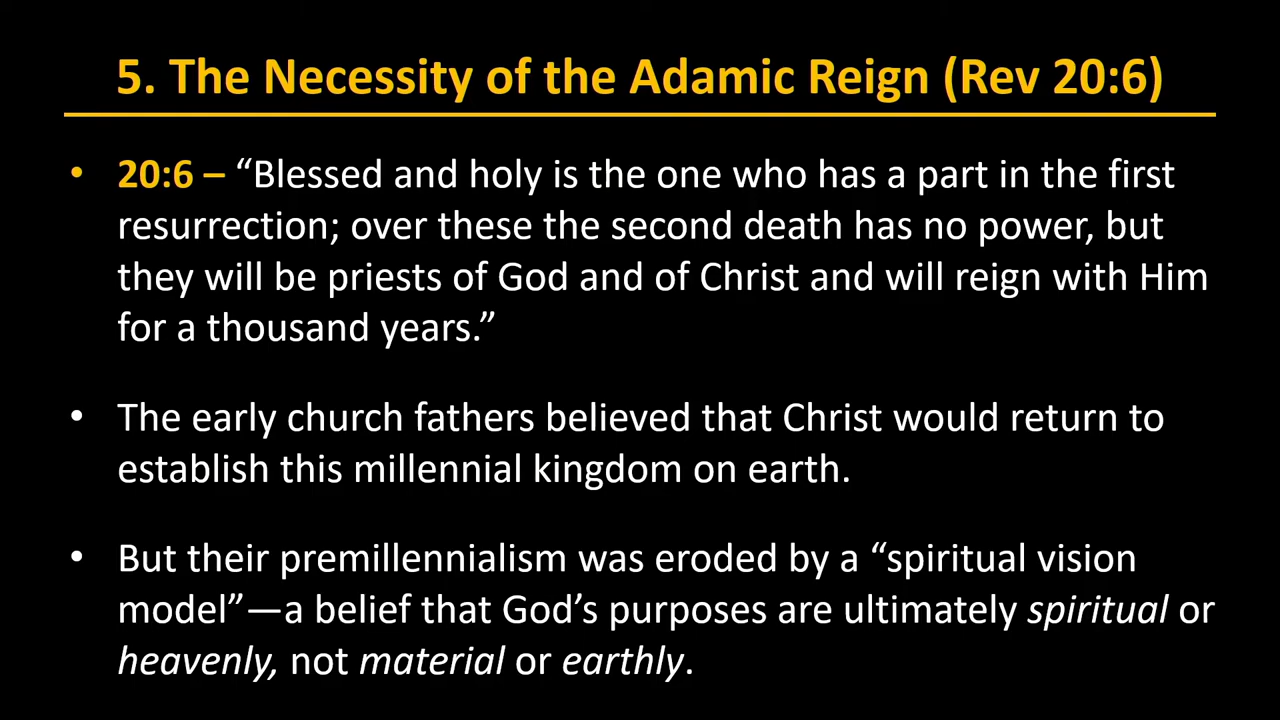 5. The Necessity of the Adamic Reign (Rev 20:6)
• 20:6 – “Blessed and holy is the one who has a part in the first
resurrection; over these the second death has no power, but
they will be priests of God and of Christ and will reign with Him
for a thousand years.”
• The early church fathers believed that Christ would return to
establish this millennial kingdom on earth.
• But their premillennialism was eroded by a “spiritual vision
model”—a belief that God’s purposes are ultimately spiritual or
heavenly, not material or earthly.